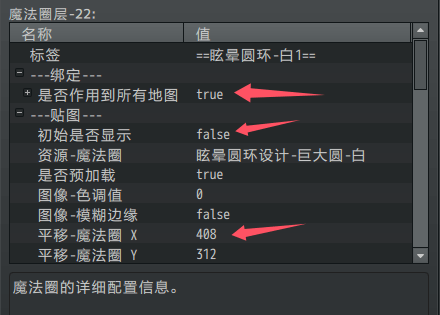 魔法圈层-22:
名称 值
标签 ==眩晕圆环-白1==
---绑定---
是否作用到所有地图 true
---贴图---
初始是否显示 false
资源-魔法圈 眩晕圆环设计-巨大圆-白
是否预加载 true
图像-色调值 0
图像-模糊边缘 false
平移-魔法圈 X 408
平移-魔法圈 Y 312
魔法圈的详细配置信息。